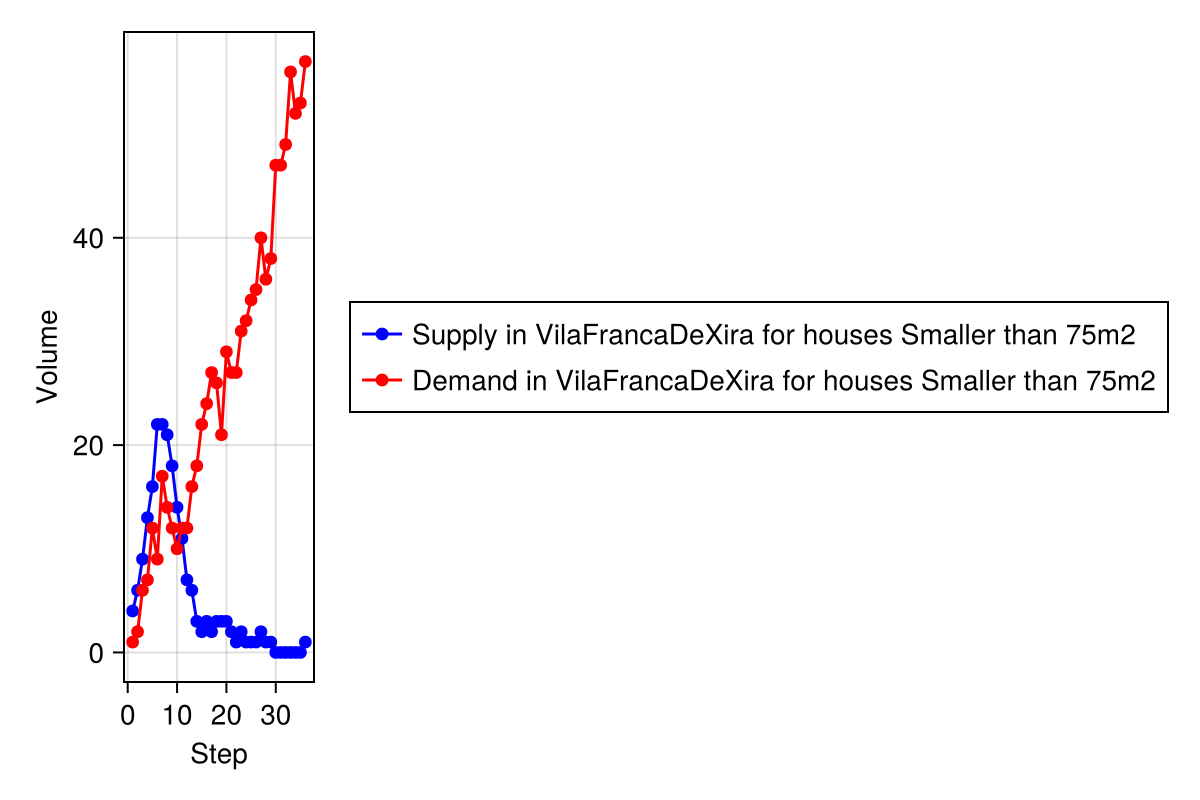 Volume
40
20
0
0 10 20 30
Step
Supply in VilaFrancaDeXira for houses Smaller than 75m2
Demand in VilaFrancaDeXira for houses Smaller than 75m2